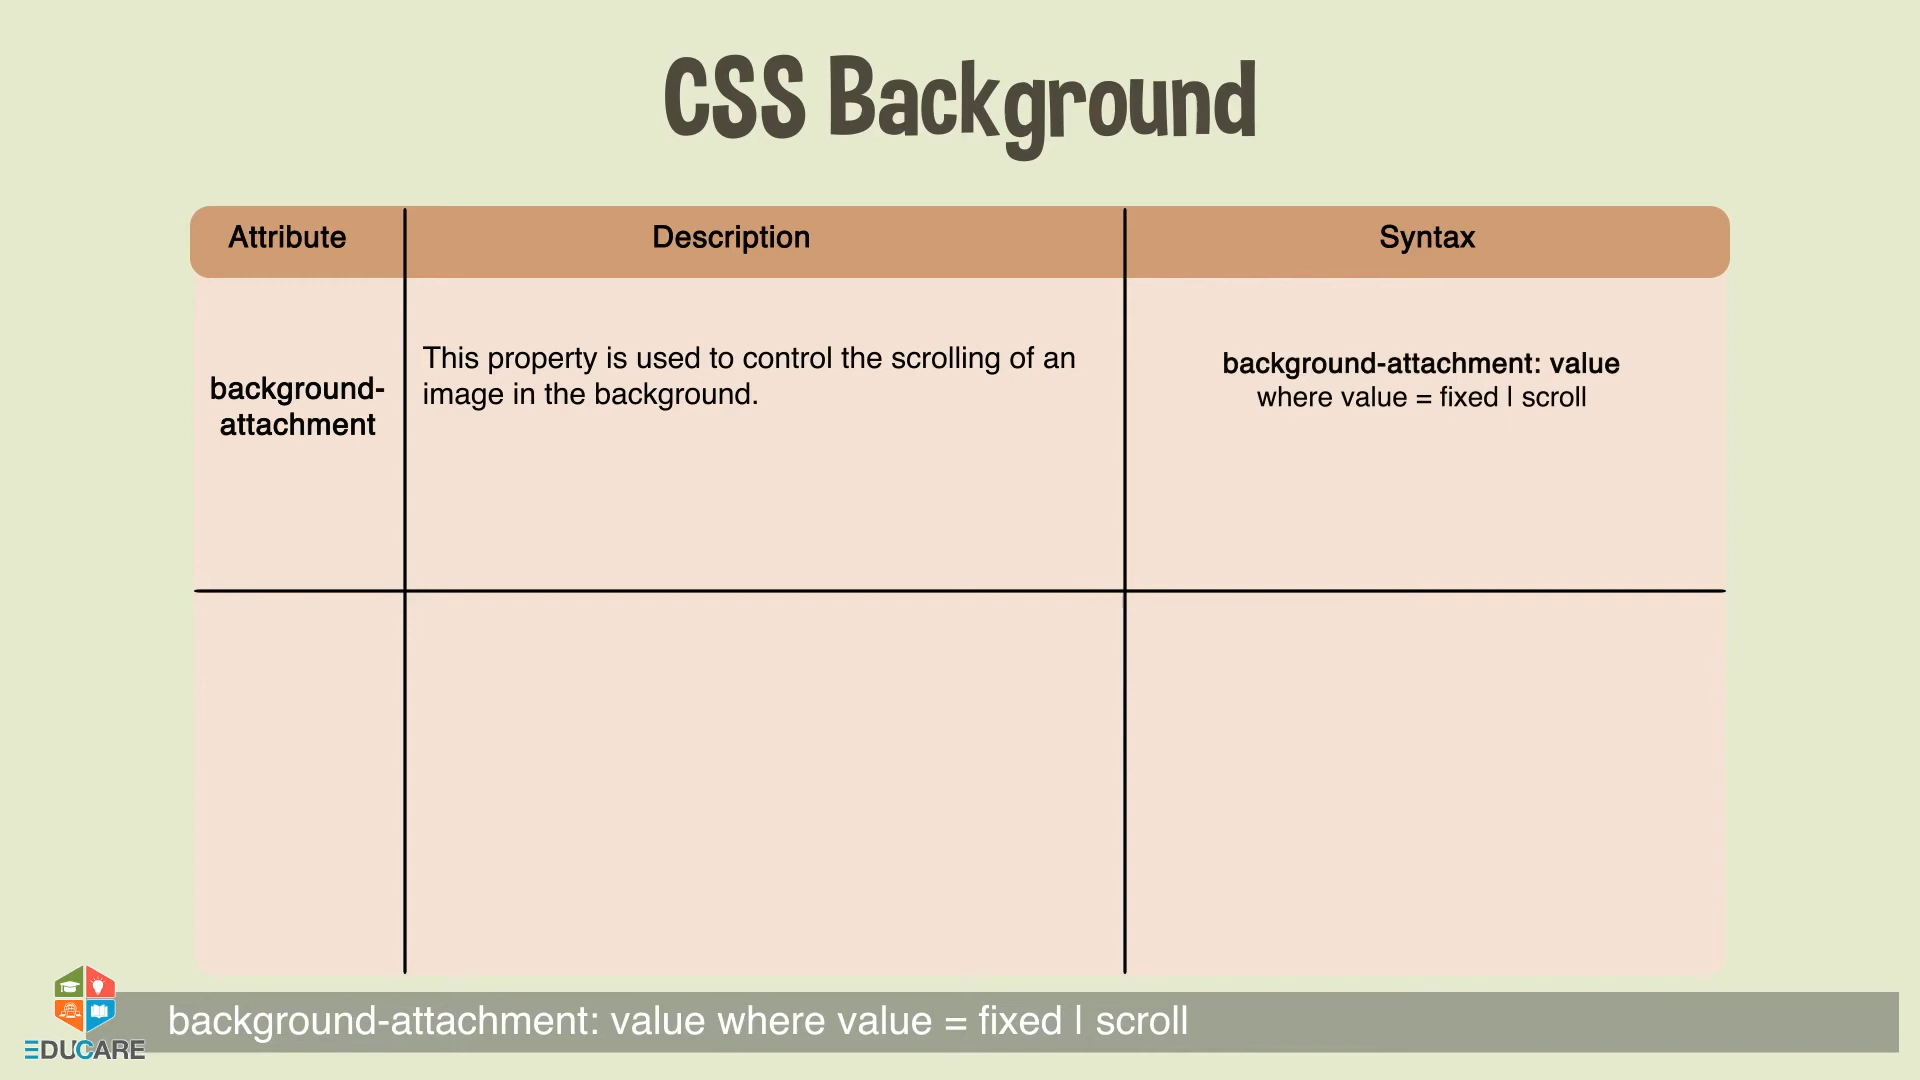 CSS Background
Attribute
Description
Syntax
background-
attachment
This property is used to control the scrolling of an
image in the background.
background-attachment: value
where value = fixed | scroll
background-attachment: value where value = fixed | scroll
EDUCARE